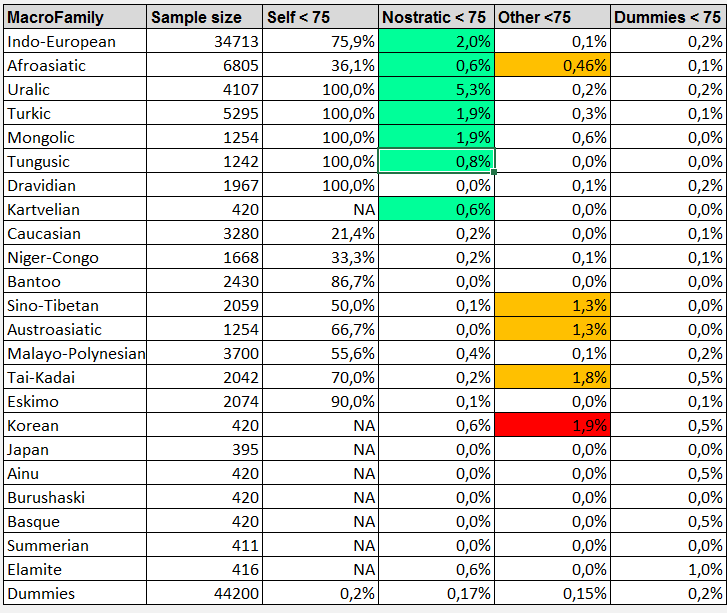 MacroFamily Sample size Self < 75 Nostratic < 75 Other <75 Dummies < 75
Indo-European 34713 75,9% 2,0% 0,1% 0,2%
Afroasiatic 6805 36,1% 0,6% 0,46% 0,1%
Uralic 4107 100,0% 5,3% 0,2% 0,2%
Turkic 5295 100,0% 1,9% 0,3% 0,1%
Mongolic 1254 100,0% 1,9% 0,6% 0,0%
Tungusic 1242 100,0% 0,8% 0,0% 0,0%
Dravidian 1967 100,0% 0,0% 0,1% 0,2%
Kartvelian 420 NA 0,6% 0,0% 0,0%
Caucasian 3280 21,4% 0,2% 0,0% 0,1%
Niger-Congo 1668 33,3% 0,2% 0,1% 0,1%
Bantoo 2430 86,7% 0,0% 0,0% 0,0%
Sino-Tibetan 2059 50,0% 0,1% 1,3% 0,0%
Austroasiatic 1254 66,7% 0,0% 1,3% 0,0%
Malayo-Polynesian 3700 55,6% 0,4% 0,1% 0,2%
Tai-Kadai 2042 70,0% 0,2% 1,8% 0,5%
Eskimo 2074 90,0% 0,1% 0,0% 0,1%
Korean 420 NA 0,6% 1,9% 0,5%
Japan 395 NA 0,0% 0,0% 0,0%
Ainu 420 NA 0,0% 0,0% 0,5%
Burushaski 420 NA 0,0% 0,0% 0,0%
Basque 420 NA 0,0% 0,0% 0,5%
Summerian 411 NA 0,0% 0,0% 0,0%
Elamite 416 NA 0,6% 0,0% 1,0%
Dummies 44200 0,2% 0,17% 0,15% 0,2%